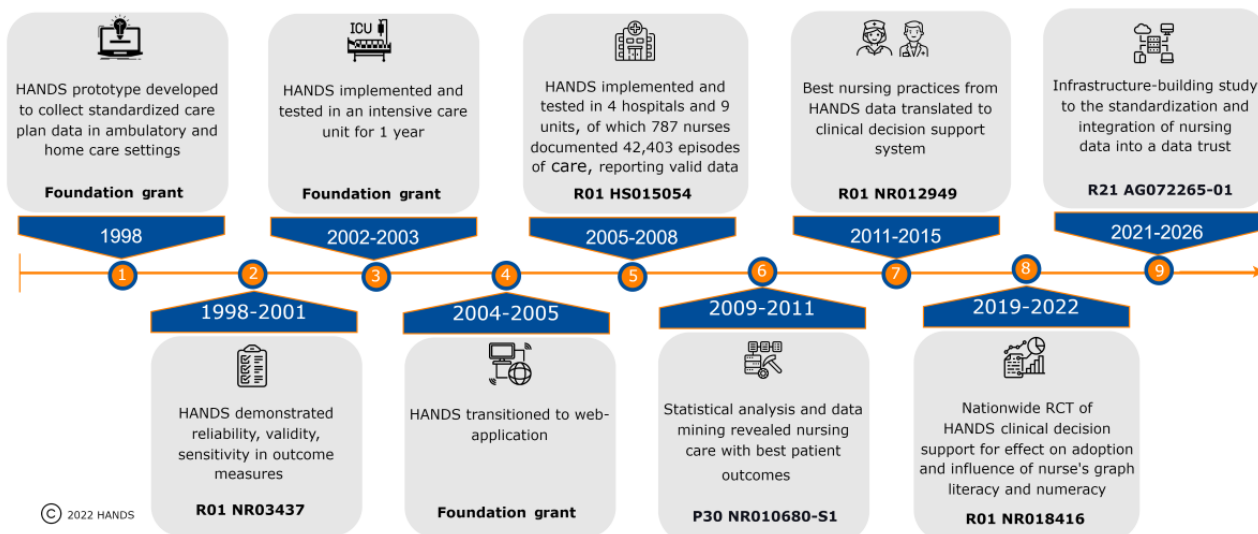 ICU
HANDS prototype developed
to collect standardized care
plan data in ambulatory and
home care settings
Foundation grant
HANDS implemented and
tested in an intensive care
unit for 1 year
Foundation grant
HANDS implemented and
tested in 4 hospitals and 9
units, of which 787 nurses
documented 42,403 episodes
of care, reporting valid data
R01 HS015054
Best nursing practices from
HANDS data translated to
clinical decision support
system
R01 NR012949
Infrastructure-building study
to the standardization and
integration of nursing
data into a data trust
R21 AG072265-01
1998
2002-2003
2005-2008
2011-2015
2021-2026
1
2
3
4
5
6
7
8
9
1998-2001
2004-2005
2009-2011
2019-2022
HANDS demonstrated
reliability, validity,
sensitivity in outcome
measures
R01 NR03437
HANDS transitioned to web-
application
Foundation grant
Statistical analysis and data
mining revealed nursing
care with best patient
outcomes
P30 NR010680-S1
Nationwide RCT of
HANDS clinical decision
support for effect on adoption
and influence of nurse's graph
literacy and numeracy
R01 NR018416
© 2022 HANDS